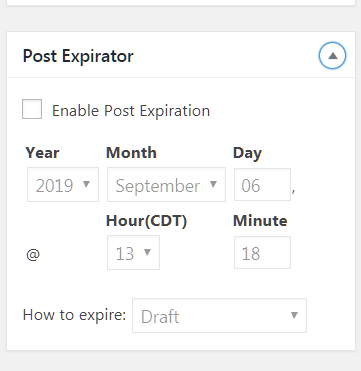 Post Expirator
Enable Post Expiration
Year Month Day
2019 September 06 ,
Hour(CDT) Minute
@ 13 18
How to expire: Draft